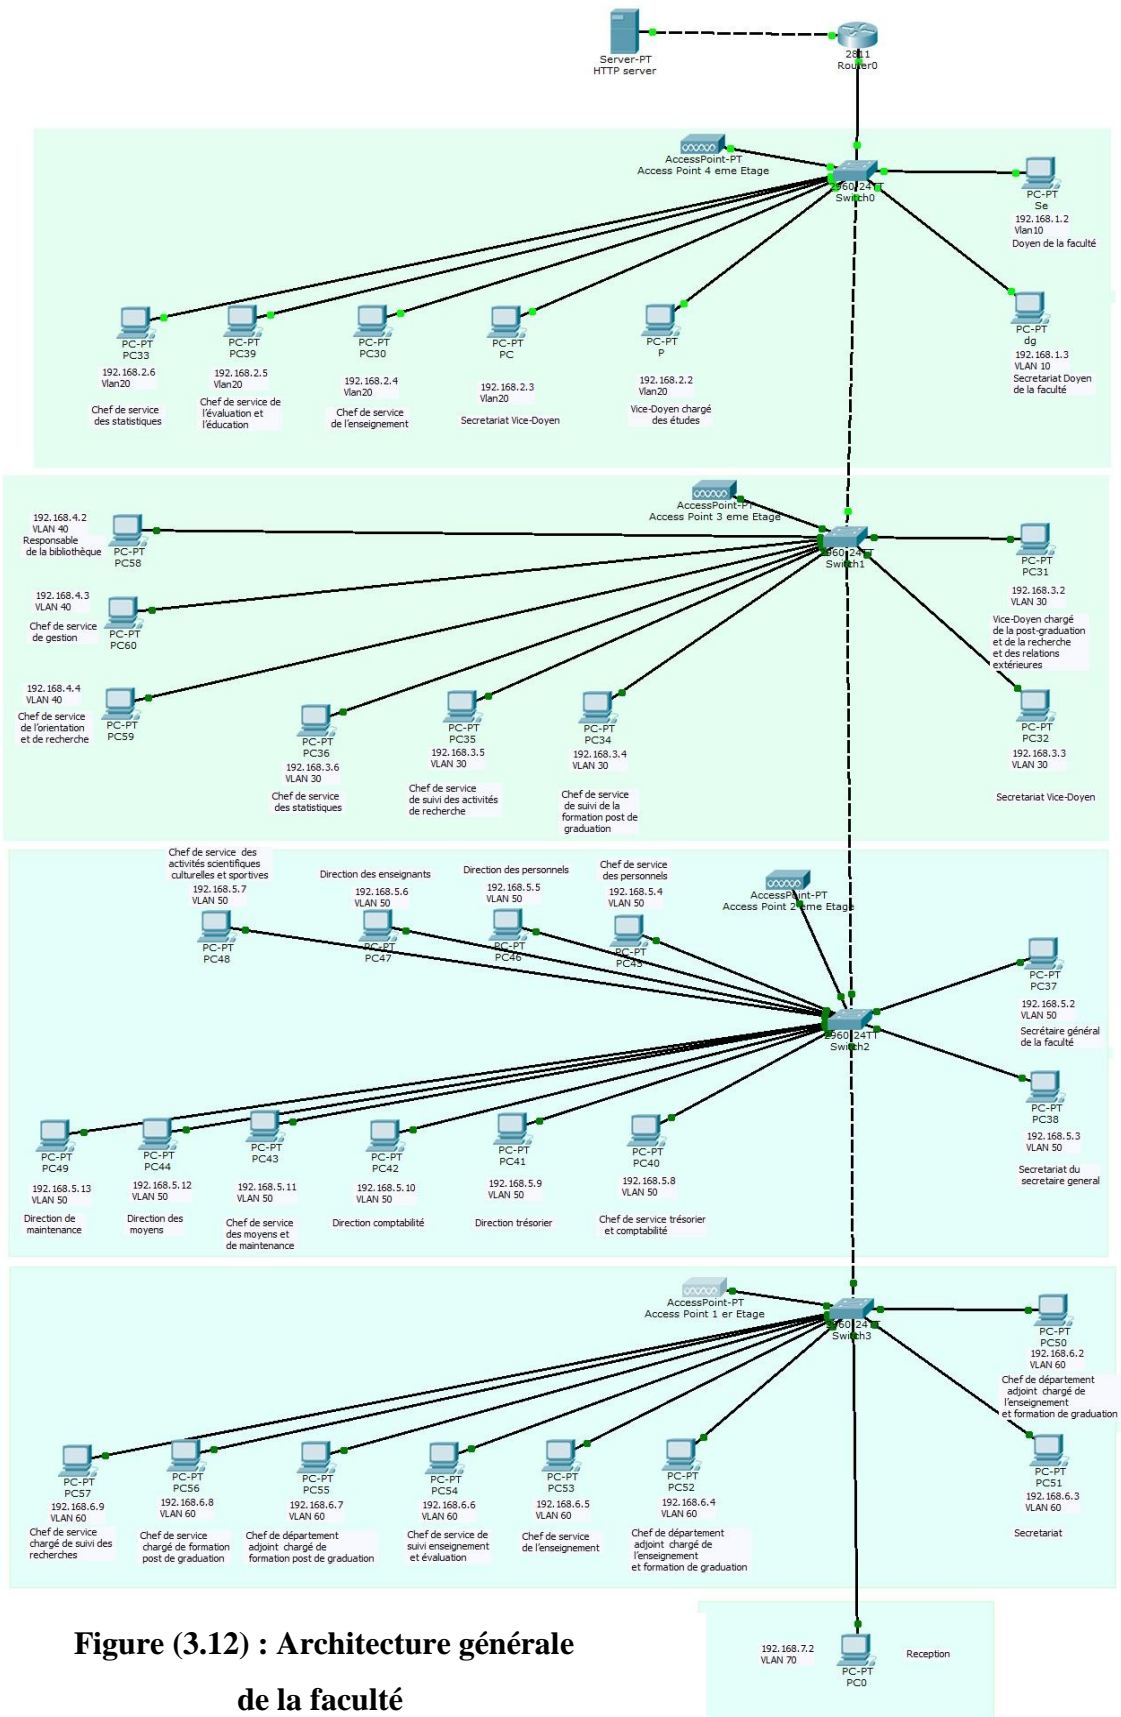 Server-PT
HTTP server
2811
Router0
AccessPoint-PT
Access Point 4 eme Etage
2960-24TT
Switch0
PC-PT
Se
192.168.1.2
Vlan10
Doyen de la faculté
PC-PT
PC33
192.168.2.6
Vlan20
Chef de service
des statistiques
PC-PT
PC39
192.168.2.5
Vlan20
Chef de service de
l'évaluation et
l'éducation
PC-PT
PC30
192.168.2.4
Vlan20
Chef de service
de l'enseignement
PC-PT
PC
192.168.2.3
Vlan20
Secretariat Vice-Doyen
PC-PT
P
192.168.2.2
Vlan20
Vice-Doyen chargé
des études
PC-PT
dg
192.168.1.3
VLAN 10
Secretariat Doyen
de la faculté
AccessPoint-PT
Access Point 3 eme Etage
2960-24TT
Switch1
192.168.4.2
VLAN 40
Responsable
de la bibliothèque
PC-PT
PC58
192.168.4.3
VLAN 40
Chef de service
de gestion
PC-PT
PC60
192.168.4.4
VLAN 40
Chef de service
de l'orientation
et de recherche
PC-PT
PC59
PC-PT
PC36
192.168.3.6
VLAN 30
Chef de service
des statistiques
PC-PT
PC35
192.168.3.5
VLAN 30
Chef de service
de suivi des activités
de recherche
PC-PT
PC34
192.168.3.4
VLAN 30
Chef de service
de suivi de la
formation post de
graduation
PC-PT
PC31
192.168.3.2
VLAN 30
Vice-Doyen chargé
de la post-graduation
et de la recherche
et des relations
extérieures
PC-PT
PC32
192.168.3.3
VLAN 30
Secretariat Vice-Doyen
Chef de service des
activités scientifiques
culturelles et sportives
192.168.5.7
VLAN 50
PC-PT
PC48
Direction des enseignants
192.168.5.6
VLAN 50
PC-PT
PC47
Direction des personnels
192.168.5.5
VLAN 50
PC-PT
PC46
Chef de service
des personnels
192.168.5.4
VLAN 50
PC-PT
PC45
AccessPoint-PT
Access Point 2 eme Etage
2960-24TT
Switch2
PC-PT
PC37
192.168.5.2
VLAN 50
Secrétaire général
de la faculté
PC-PT
PC38
192.168.5.3
VLAN 50
Secretariat du
secretaire general
PC-PT
PC49
192.168.5.13
VLAN 50
Direction de
maintenance
PC-PT
PC44
192.168.5.12
VLAN 50
Direction des
moyens
PC-PT
PC43
192.168.5.11
VLAN 50
Chef de service
des moyens et
de maintenance
PC-PT
PC42
192.168.5.10
VLAN 50
Direction comptabilité
PC-PT
PC41
192.168.5.9
VLAN 50
Direction trésorier
PC-PT
PC40
192.168.5.8
VLAN 50
Chef de service trésorier
et comptabilité
AccessPoint-PT
Access Point 1 er Etage
2960-24TT
Switch3
PC-PT
PC50
192.168.6.2
VLAN 60
Chef de département
adjoint chargé de
l'enseignement
et formation de graduation
PC-PT
PC57
192.168.6.9
VLAN 60
Chef de service
chargé de suivi des
recherches
PC-PT
PC56
192.168.6.8
VLAN 60
Chef de service
chargé de formation
post de graduation
PC-PT
PC55
192.168.6.7
VLAN 60
Chef de département
adjoint chargé de
formation post de graduation
PC-PT
PC54
192.168.6.6
VLAN 60
Chef de service de
suivi enseignement
et évaluation
PC-PT
PC53
192.168.6.5
VLAN 60
Chef de service
de l'enseignement
PC-PT
PC52
192.168.6.4
VLAN 60
Chef de département
adjoint chargé de
l'enseignement
et formation de graduation
PC-PT
PC51
192.168.6.3
VLAN 60
Secretariat
192.168.7.2
VLAN 70
PC-PT
PC0
Reception
Figure (3.12) : Architecture générale
de la faculté